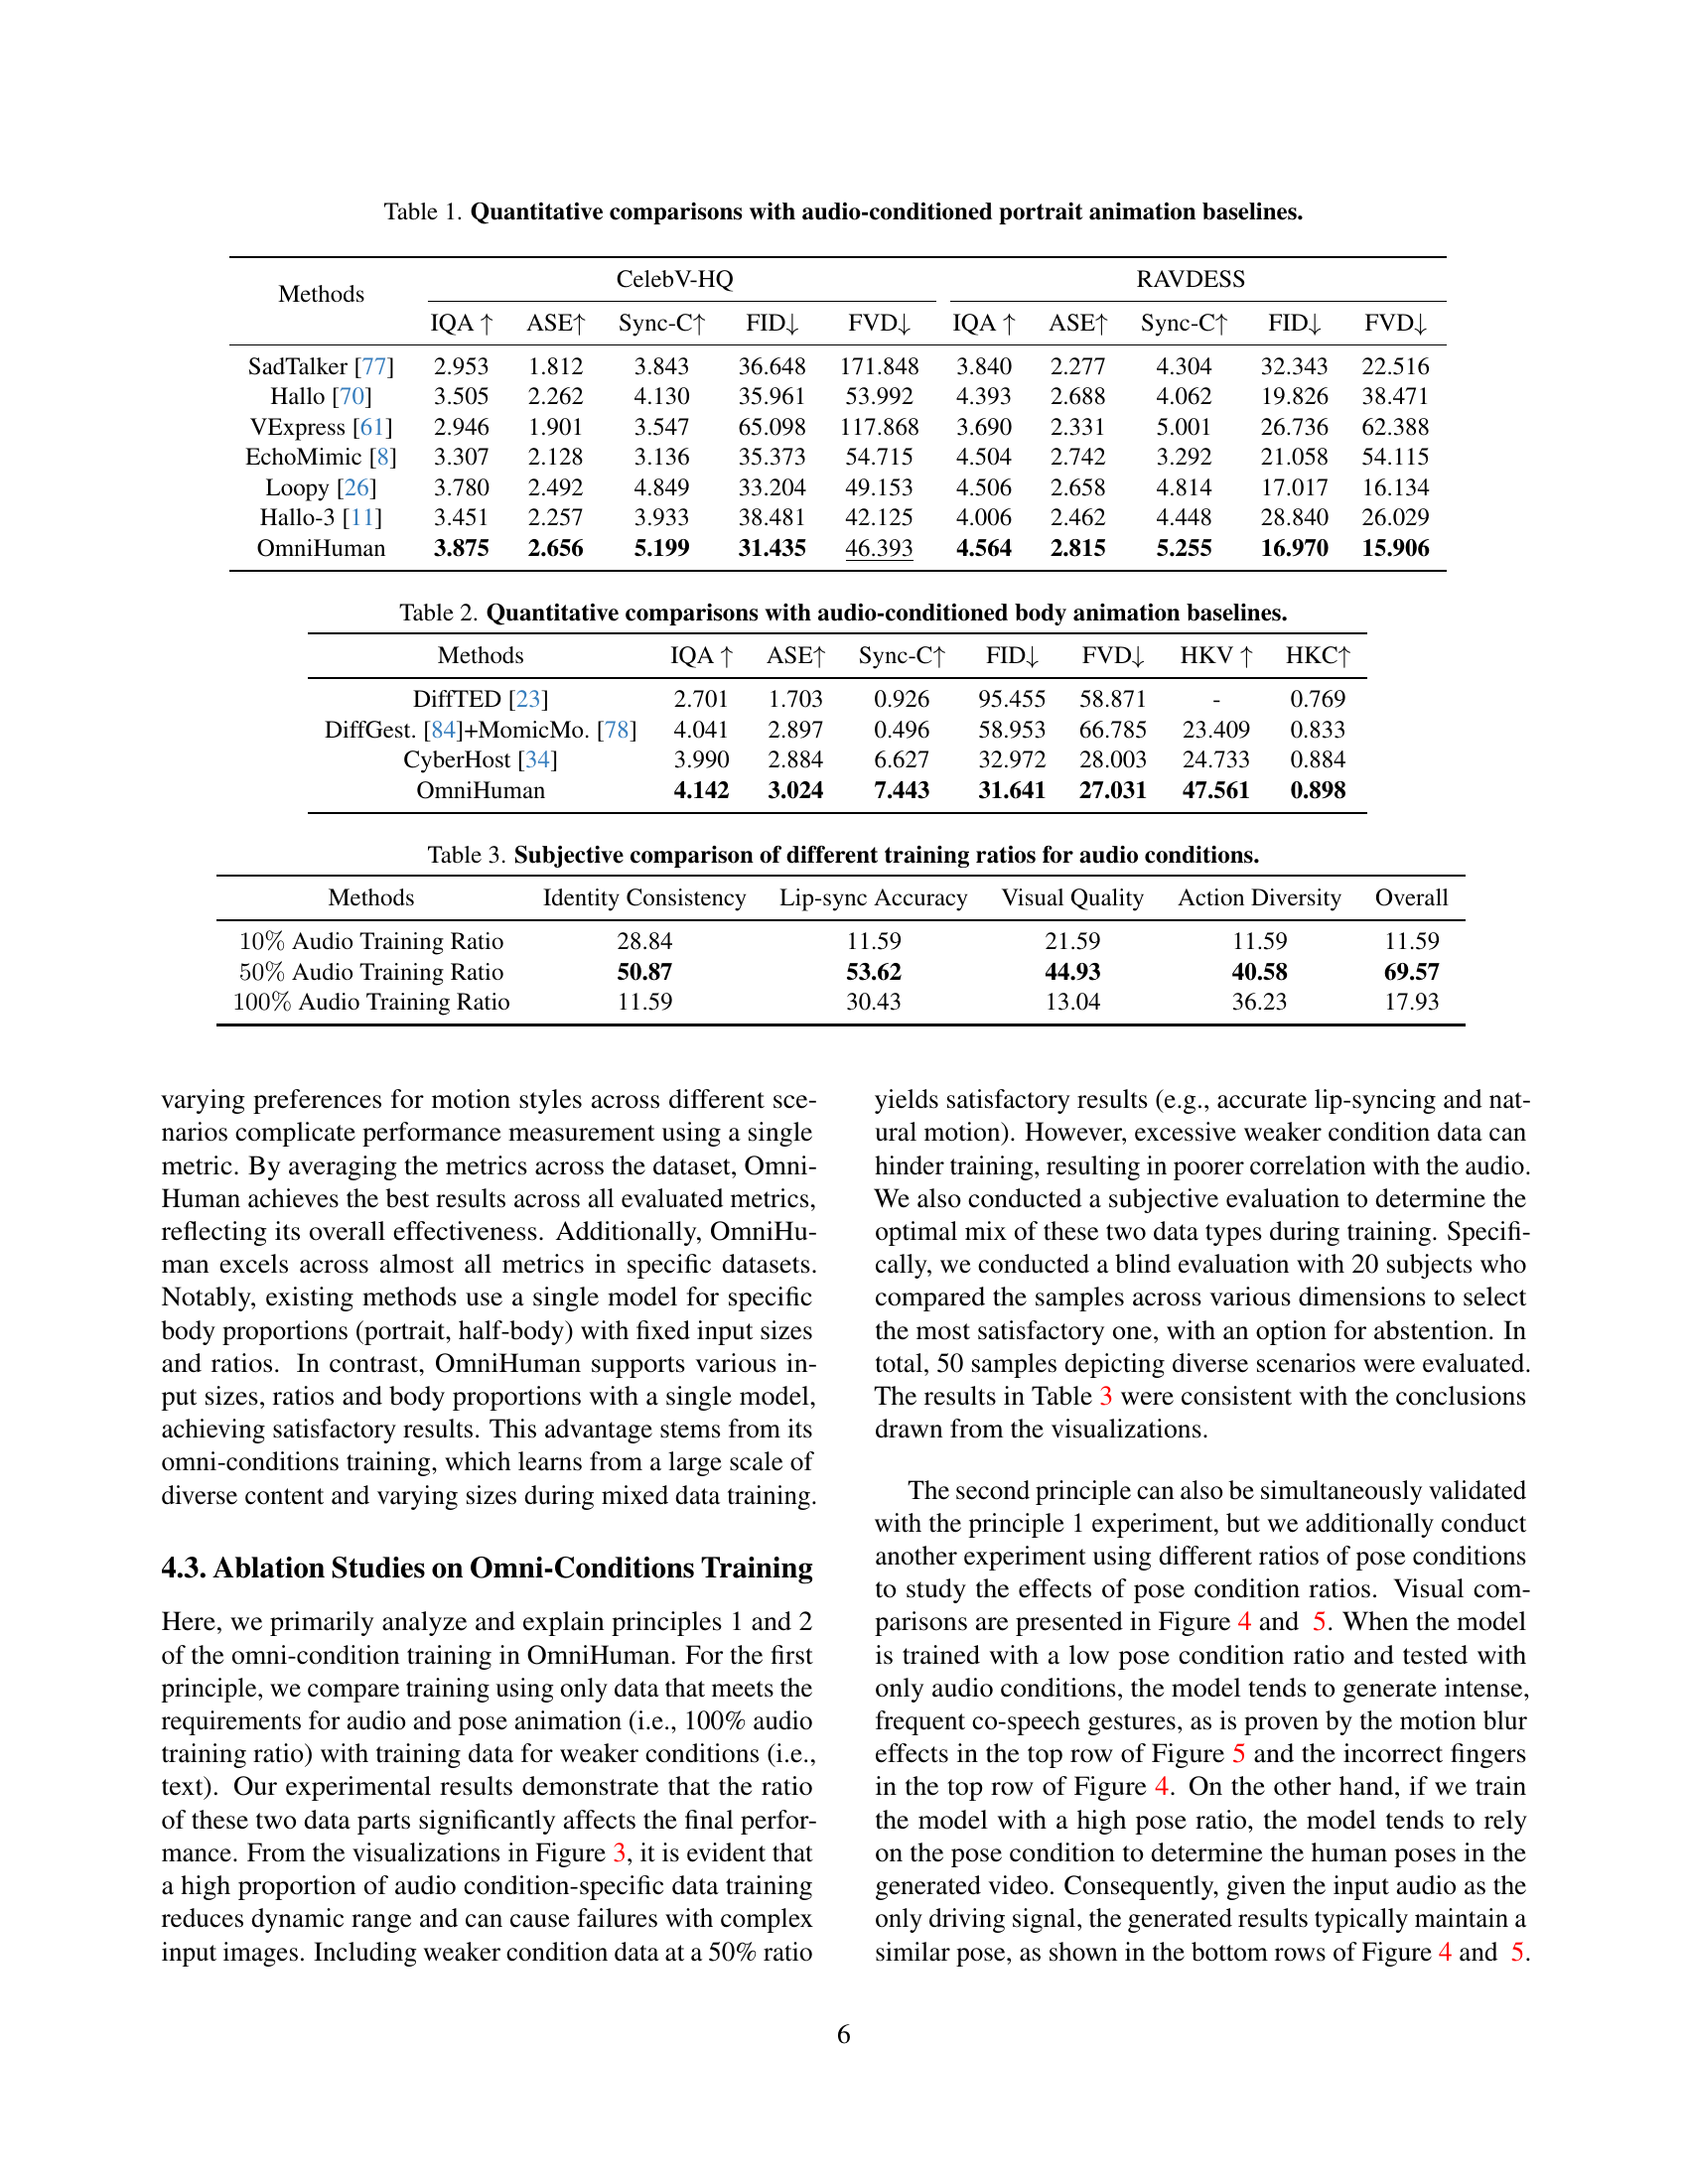 Table 1. Quantitative comparisons with audio-conditioned portrait animation baselines.
Methods CelebV-HQ RAVDESS
IQA ↑ ASE↑ Sync-C↑ FID↓ FVD↓ IQA ↑ ASE↑ Sync-C↑ FID↓ FVD↓
SadTalker [77] 2.953 1.812 3.843 36.648 171.848 3.840 2.277 4.304 32.343 22.516
Hallo [70] 3.505 2.262 4.130 35.961 53.992 4.393 2.688 4.062 19.826 38.471
VExpress [61] 2.946 1.901 3.547 65.098 117.868 3.690 2.331 5.001 26.736 62.388
EchoMimic [8] 3.307 2.128 3.136 35.373 54.715 4.504 2.742 3.292 21.058 54.115
Loopy [26] 3.780 2.492 4.849 33.204 49.153 4.506 2.658 4.814 17.017 16.134
Hallo-3 [11] 3.451 2.257 3.933 38.481 42.125 4.006 2.462 4.448 28.840 26.029
OmniHuman 3.875 2.656 5.199 31.435 46.393 4.564 2.815 5.255 16.970 15.906
Table 2. Quantitative comparisons with audio-conditioned body animation baselines.
Methods IQA ↑ ASE↑ Sync-C↑ FID↓ FVD↓ HKV ↑ HKC↑
DiffTED [23] 2.701 1.703 0.926 95.455 58.871 - 0.769
DiffGest. [84]+MomicMo. [78] 4.041 2.897 0.496 58.953 66.785 23.409 0.833
CyberHost [34] 3.990 2.884 6.627 32.972 28.003 24.733 0.884
OmniHuman 4.142 3.024 7.443 31.641 27.031 47.561 0.898
Table 3. Subjective comparison of different training ratios for audio conditions.
Methods Identity Consistency Lip-sync Accuracy Visual Quality Action Diversity Overall
10% Audio Training Ratio 28.84 11.59 21.59 11.59 11.59
50% Audio Training Ratio 50.87 53.62 44.93 40.58 69.57
100% Audio Training Ratio 11.59 30.43 13.04 36.23 17.93
varying preferences for motion styles across different sce-
narios complicate performance measurement using a single
metric. By averaging the metrics across the dataset, Omni-
Human achieves the best results across all evaluated metrics,
reflecting its overall effectiveness. Additionally, OmniHu-
man excels across almost all metrics in specific datasets.
Notably, existing methods use a single model for specific
body proportions (portrait, half-body) with fixed input sizes
and ratios. In contrast, OmniHuman supports various in-
put sizes, ratios and body proportions with a single model,
achieving satisfactory results. This advantage stems from its
omni-conditions training, which learns from a large scale of
diverse content and varying sizes during mixed data training.
4.3. Ablation Studies on Omni-Conditions Training
Here, we primarily analyze and explain principles 1 and 2
of the omni-condition training in OmniHuman. For the first
principle, we compare training using only data that meets the
requirements for audio and pose animation (i.e., 100% audio
training ratio) with training data for weaker conditions (i.e.,
text). Our experimental results demonstrate that the ratio
of these two data parts significantly affects the final perfor-
mance. From the visualizations in Figure 3, it is evident that
a high proportion of audio condition-specific data training
reduces dynamic range and can cause failures with complex
input images. Including weaker condition data at a 50% ratio
yields satisfactory results (e.g., accurate lip-syncing and nat-
ural motion). However, excessive weaker condition data can
hinder training, resulting in poorer correlation with the audio.
We also conducted a subjective evaluation to determine the
optimal mix of these two data types during training. Specifi-
cally, we conducted a blind evaluation with 20 subjects who
compared the samples across various dimensions to select
the most satisfactory one, with an option for abstention. In
total, 50 samples depicting diverse scenarios were evaluated.
The results in Table 3 were consistent with the conclusions
drawn from the visualizations.
The second principle can also be simultaneously validated
with the principle 1 experiment, but we additionally conduct
another experiment using different ratios of pose conditions
to study the effects of pose condition ratios. Visual com-
parisons are presented in Figure 4 and 5. When the model
is trained with a low pose condition ratio and tested with
only audio conditions, the model tends to generate intense,
frequent co-speech gestures, as is proven by the motion blur
effects in the top row of Figure 5 and the incorrect fingers
in the top row of Figure 4. On the other hand, if we train
the model with a high pose ratio, the model tends to rely
on the pose condition to determine the human poses in the
generated video. Consequently, given the input audio as the
only driving signal, the generated results typically maintain a
similar pose, as shown in the bottom rows of Figure 4 and 5.
6